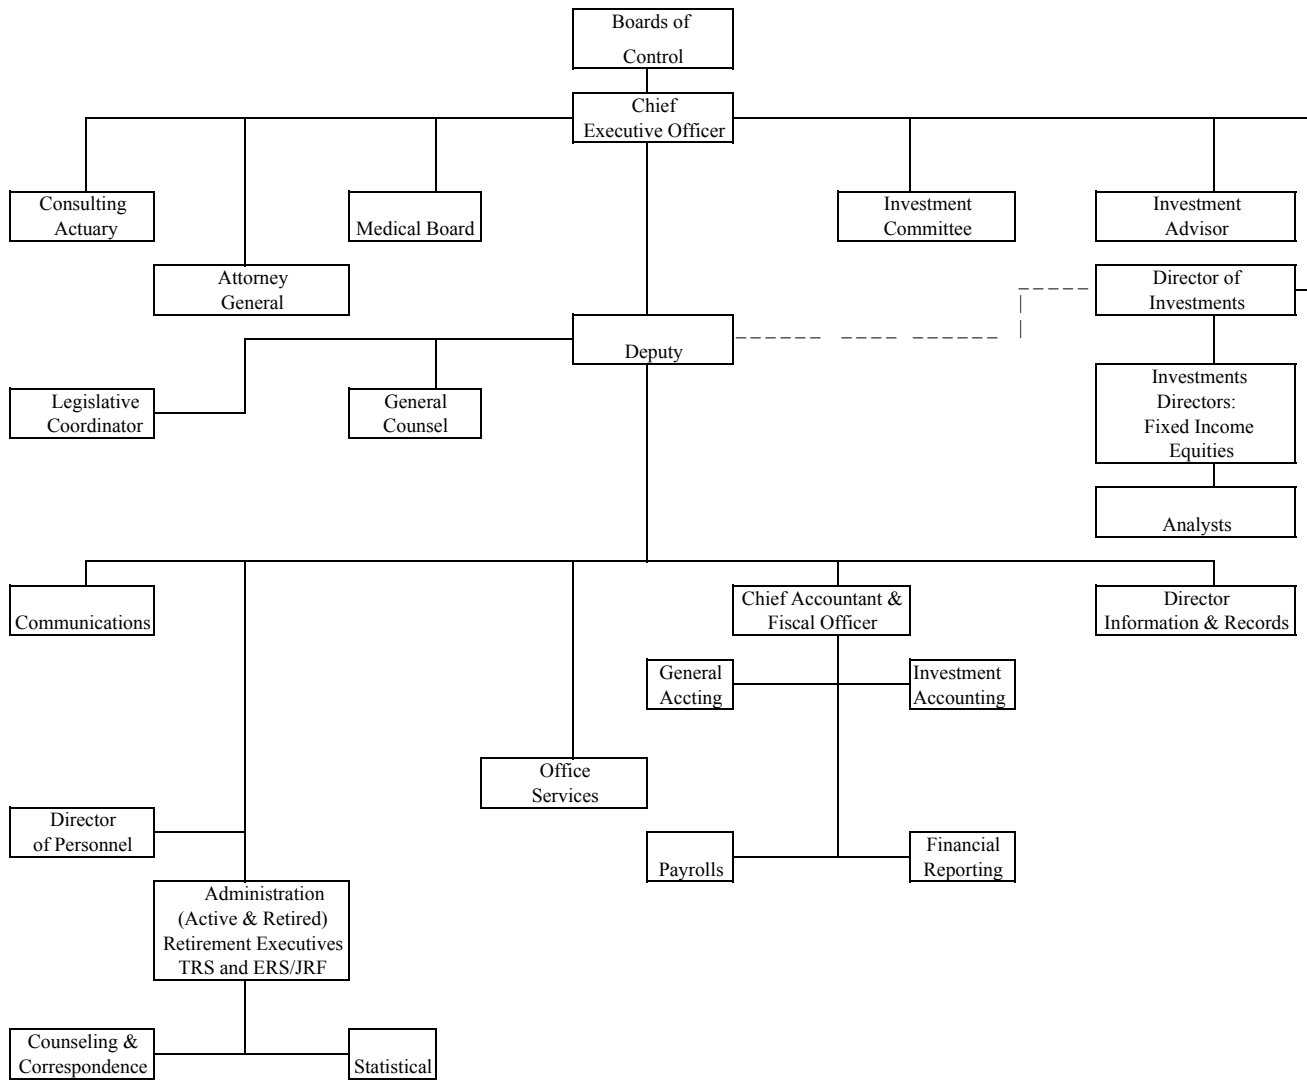 Boards of
Control
Chief
Executive Officer
Consulting
Actuary
Medical Board
Investment
Committee
Investment
Advisor
Attorney
General
Director of
Investments
Deputy
Legislative
Coordinator
General
Counsel
Investments
Directors:
Fixed Income
Equities
Analysts
Communications
Chief Accountant &
Fiscal Officer
Director
Information & Records
General
Accting
Investment
Accounting
Office
Services
Director
of Personnel
Payrolls
Financial
Reporting
Administration
(Active & Retired)
Retirement Executives
TRS and ERS/JRF
Counseling &
Correspondence
Statistical